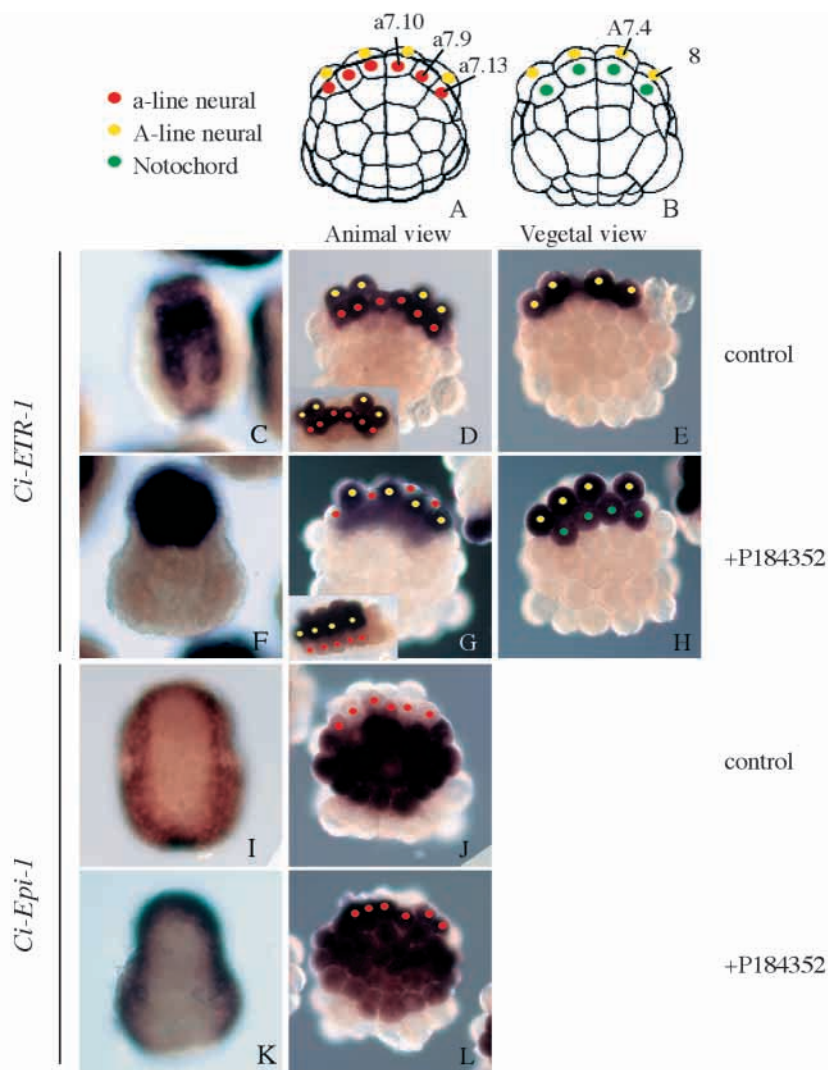 a7.10
a7.9
a7.13
A7.4
8
a-line neural
A-line neural
Notochord
A
B
Animal view
Vegetal view
Ci-ETR-1
C
D
E
control
F
G
H
+P184352
Ci-Epi-1
I
J
control
K
L
+P184352